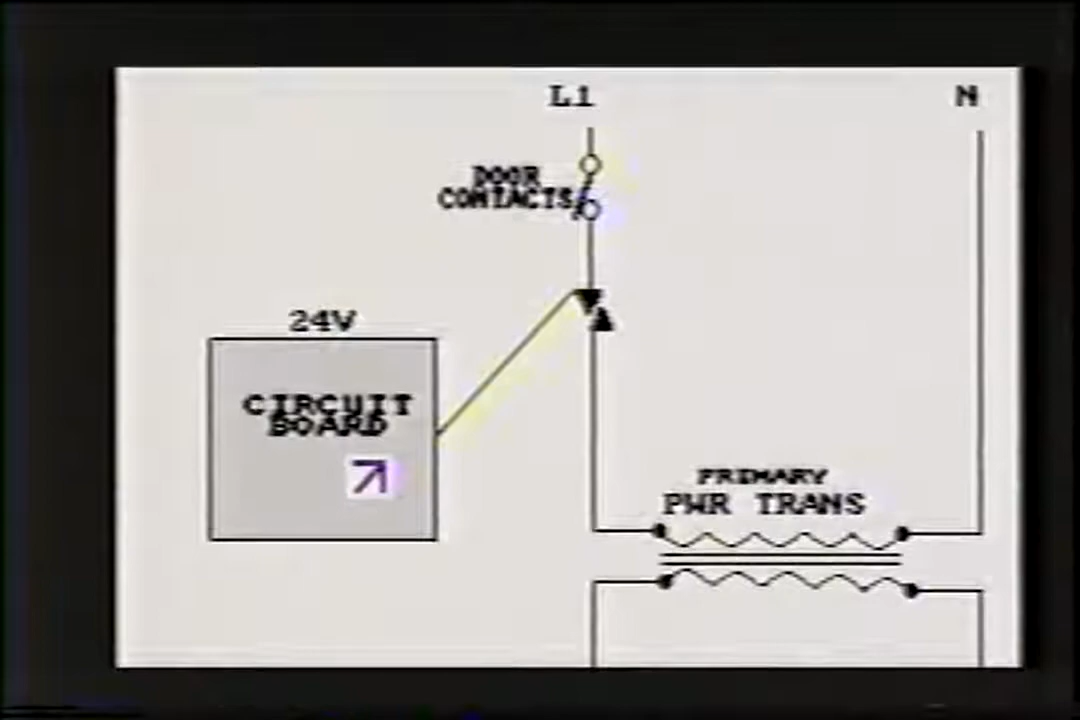 L1
N
DOOR
CONTACTS
24V
CIRCUIT
BOARD
PRIMARY
PWR TRANS